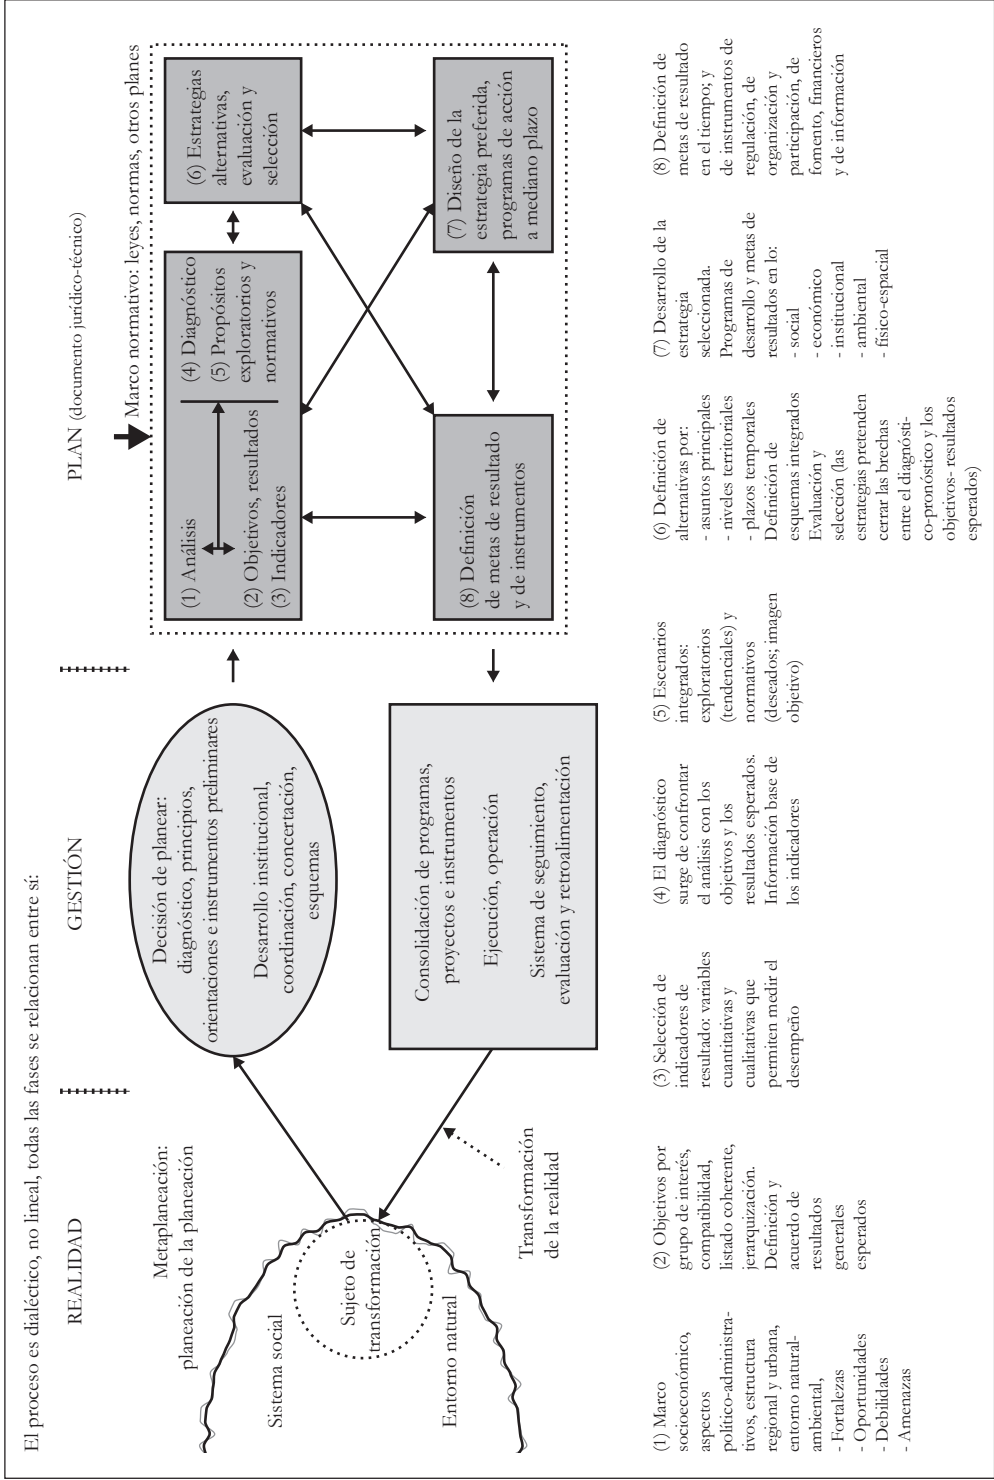 El proceso es dialéctico, no lineal, todas las fases se relacionan entre sí:
REALIDAD
GESTIÓN
PLAN (documento jurídico-técnico)
Metaplaneación:
planeación de la planeación
Sistema social
Sujeto de
transformación
Entorno natural
Transformación
de la realidad
Decisión de planear:
diagnóstico, principios,
orientaciones e instrumentos preliminares
Desarrollo institucional,
coordinación, concertación,
esquemas
Consolidación de programas,
proyectos e instrumentos
Ejecución, operación
Sistema de seguimiento,
evaluación y retroalimentación
Marco normativo: leyes, normas, otros planes
(1) Análisis
(2) Objetivos, resultados
(3) Indicadores
(4) Diagnóstico
(5) Propósitos
exploratorios y
normativos
(6) Estrategias
alternativas,
evaluación y
selección
(8) Definición
de metas de resultado
y de instrumentos
(7) Diseño de la
estrategia preferida,
programas de acción
a mediano plazo
(1) Marco
socioeconómico,
aspectos
político-administra-
tivos, estructura
regional y urbana,
entorno natural-
ambiental,
- Fortalezas
- Oportunidades
- Debilidades
- Amenazas
(2) Objetivos por
grupo de interés,
compatibilidad,
listado coherente,
jerarquización.
Definición y
acuerdo de
resultados
generales
esperados
(3) Selección de
indicadores de
resultado: variables
cuantitativas y
cualitativas que
permiten medir el
desempeño
(4) El diagnóstico
surge de confrontar
el análisis con los
objetivos y los
resultados esperados.
Información base de
los indicadores
(5) Escenarios
integrados:
exploratorios
(tendenciales) y
normativos
(deseados; imagen
objetivo)
(6) Definición de
alternativas por:
- asuntos principales
- niveles territoriales
- plazos temporales
Definición de
esquemas integrados
Evaluación y
selección (las
estrategias pretenden
cerrar las brechas
entre el diagnósti-
co-pronóstico y los
objetivos- resultados
esperados)
(7) Desarrollo de la
estrategia
seleccionada.
Programas de
desarrollo y metas de
resultados en lo:
- social
- económico
- institucional
- ambiental
- físico-espacial
(8) Definición de
metas de resultado
en el tiempo; y
de instrumentos de
regulación, de
organización y
participación, de
fomento, financieros
y de información